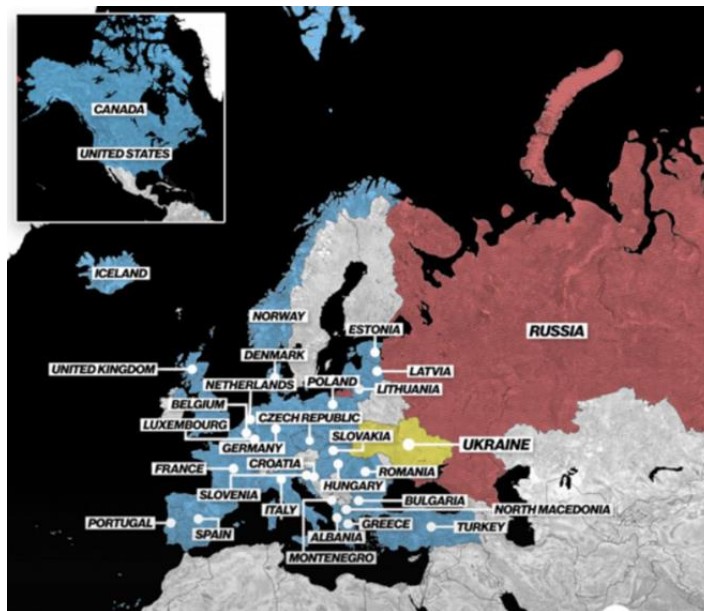 CANADA
UNITED STATES
ICELAND
NORWAY
RUSSIA
ESTONIA
DENMARK
UNITED KINGDOM
LATVIA
NETHERLANDS
POLAND
LITHUANIA
BELGIUM
CZECH REPUBLIC
LUXEMBOURG
SLOVAKIA
GERMANY
UKRAINE
FRANCE
CROATIA
ROMANIA
HUNGARY
SLOVENIA
BULGARIA
ITALY
NORTH MACEDONIA
PORTUGAL
GREECE
TURKEY
SPAIN
ALBANIA
MONTENEGRO